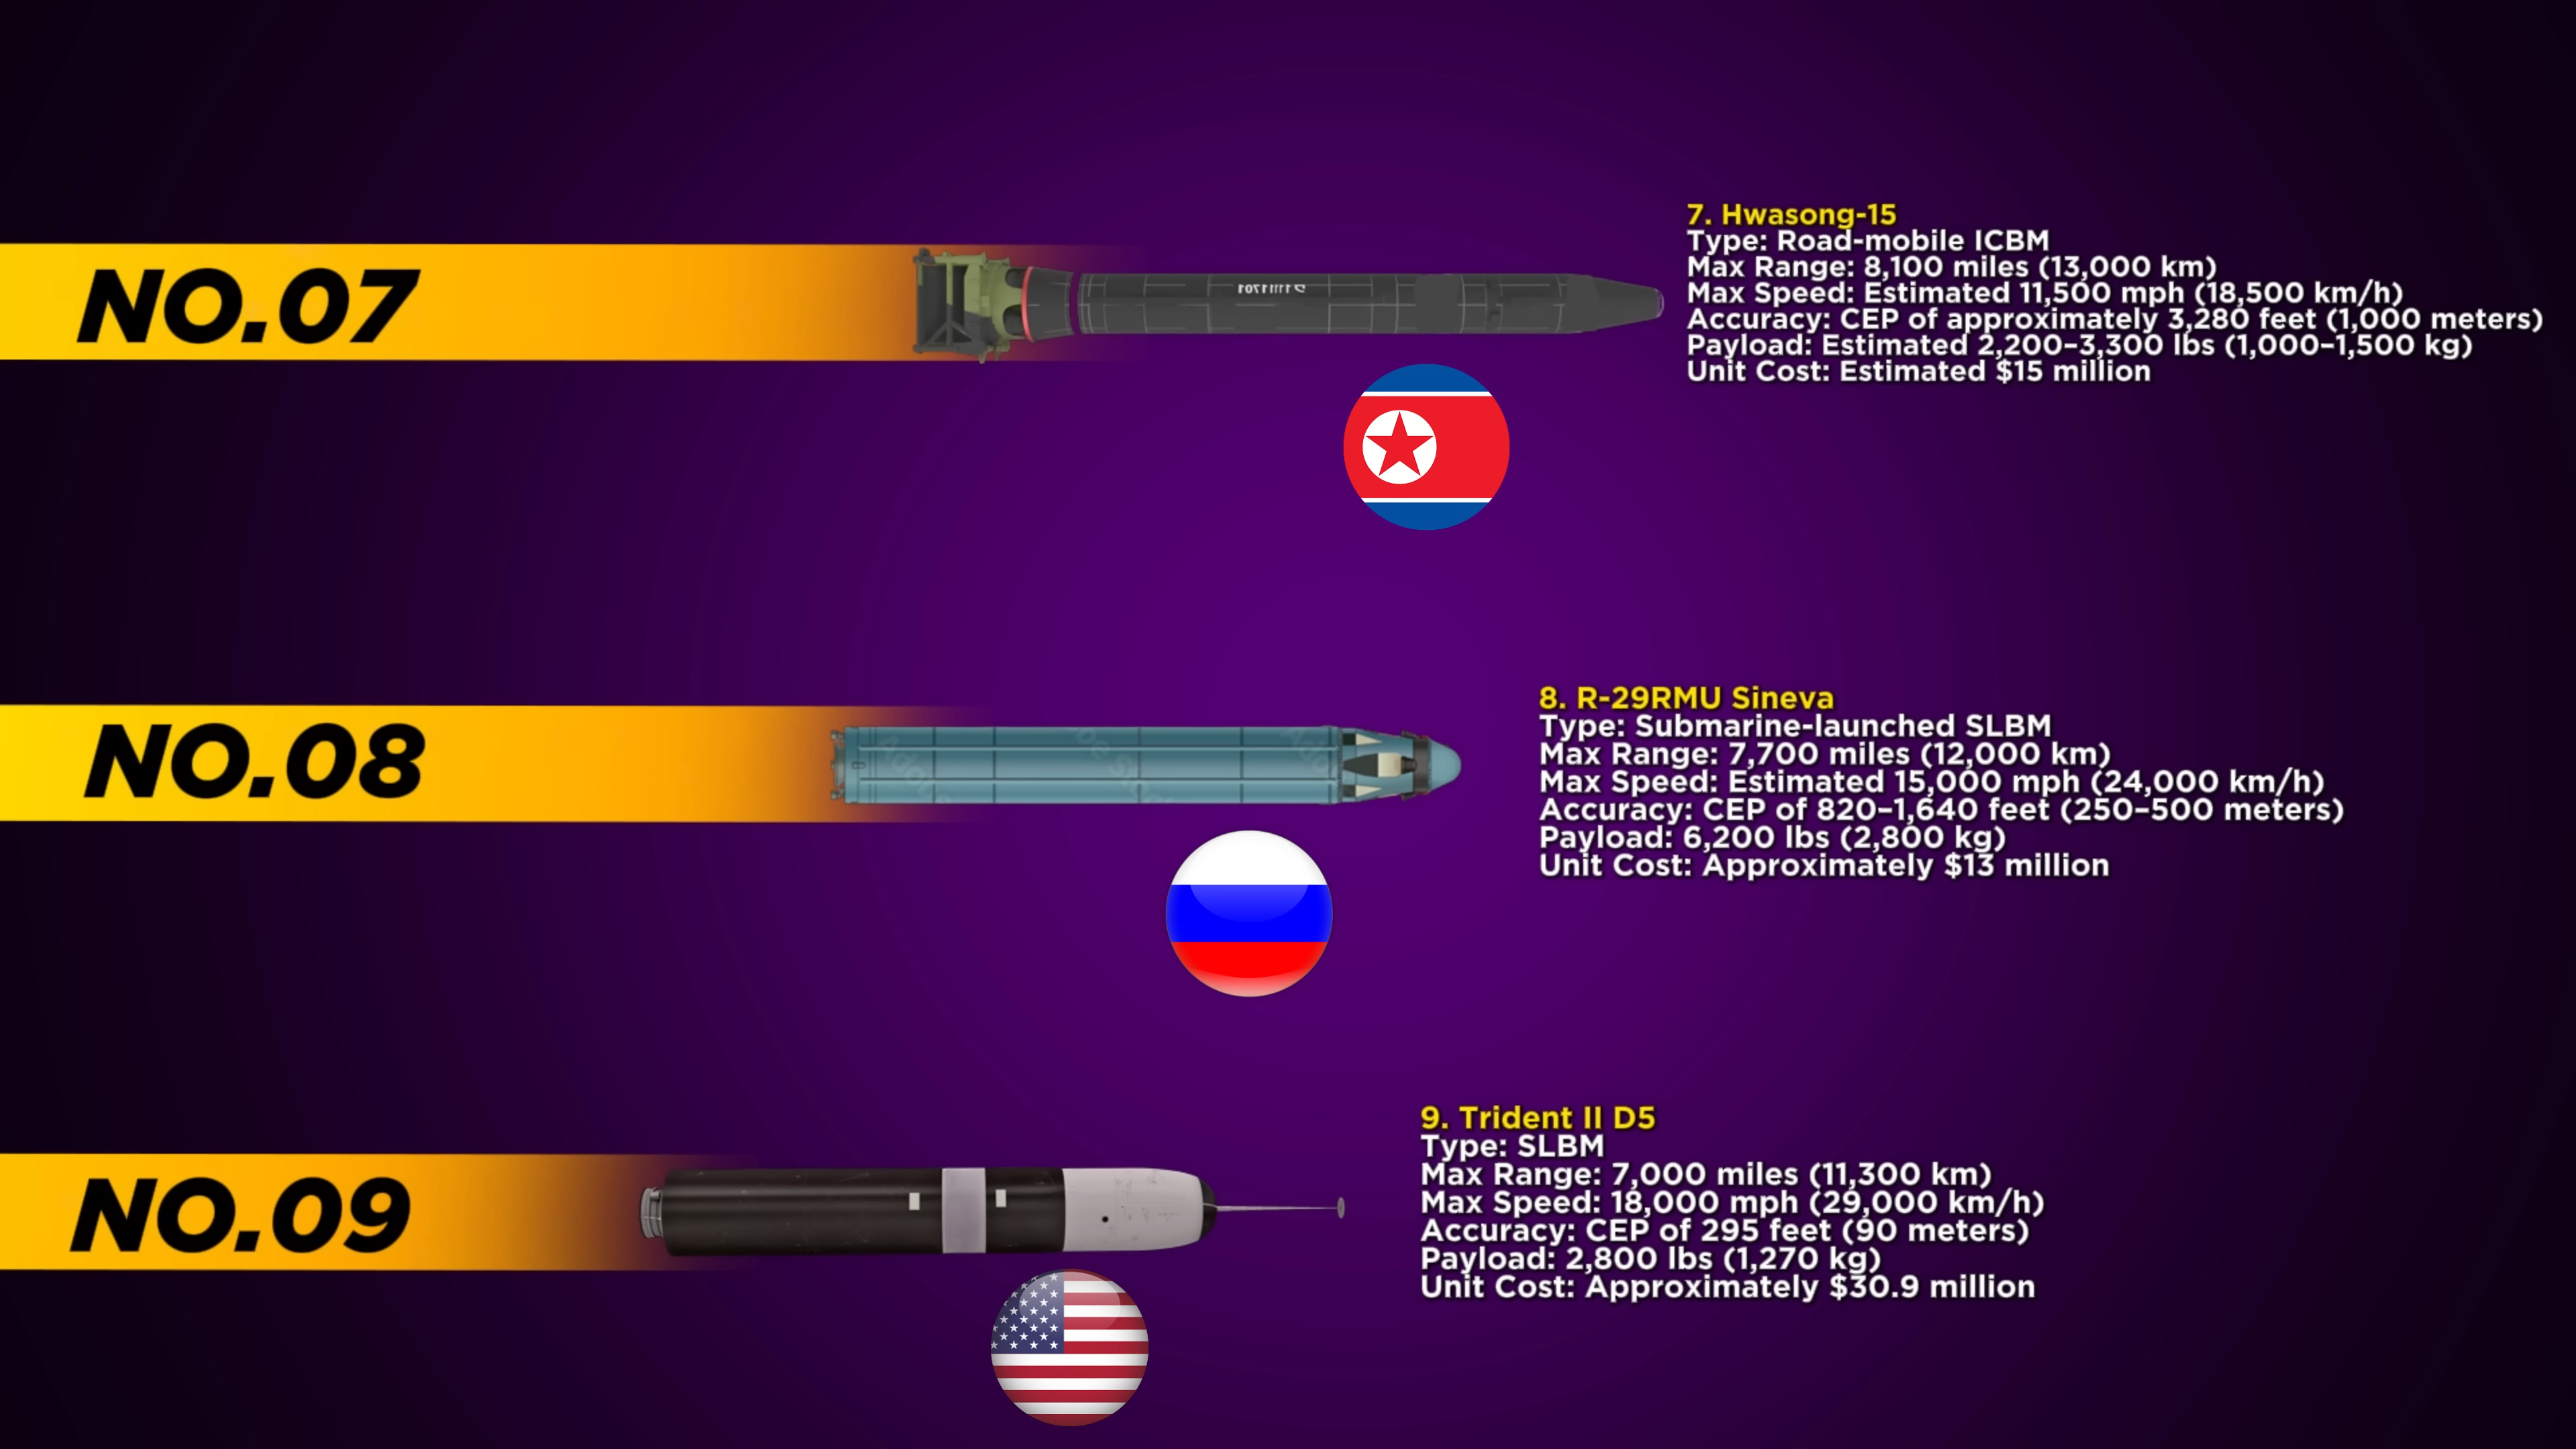 NO.07
7. Hwasong-15
Type: Road-mobile ICBM
Max Range: 8,100 miles (13,000 km)
Max Speed: Estimated 11,500 mph (18,500 km/h)
Accuracy: CEP of approximately 3,280 feet (1,000 meters)
Payload: Estimated 2,200–3,300 lbs (1,000–1,500 kg)
Unit Cost: Estimated $15 million
NO.08
8. R-29RMU Sineva
Type: Submarine-launched SLBM
Max Range: 7,700 miles (12,000 km)
Max Speed: Estimated 15,000 mph (24,000 km/h)
Accuracy: CEP of 820–1,640 feet (250–500 meters)
Payload: 6,200 lbs (2,800 kg)
Unit Cost: Approximately $13 million
NO.09
9. Trident II D5
Type: SLBM
Max Range: 7,000 miles (11,300 km)
Max Speed: 18,000 mph (29,000 km/h)
Accuracy: CEP of 295 feet (90 meters)
Payload: 2,800 lbs (1,270 kg)
Unit Cost: Approximately $30.9 million